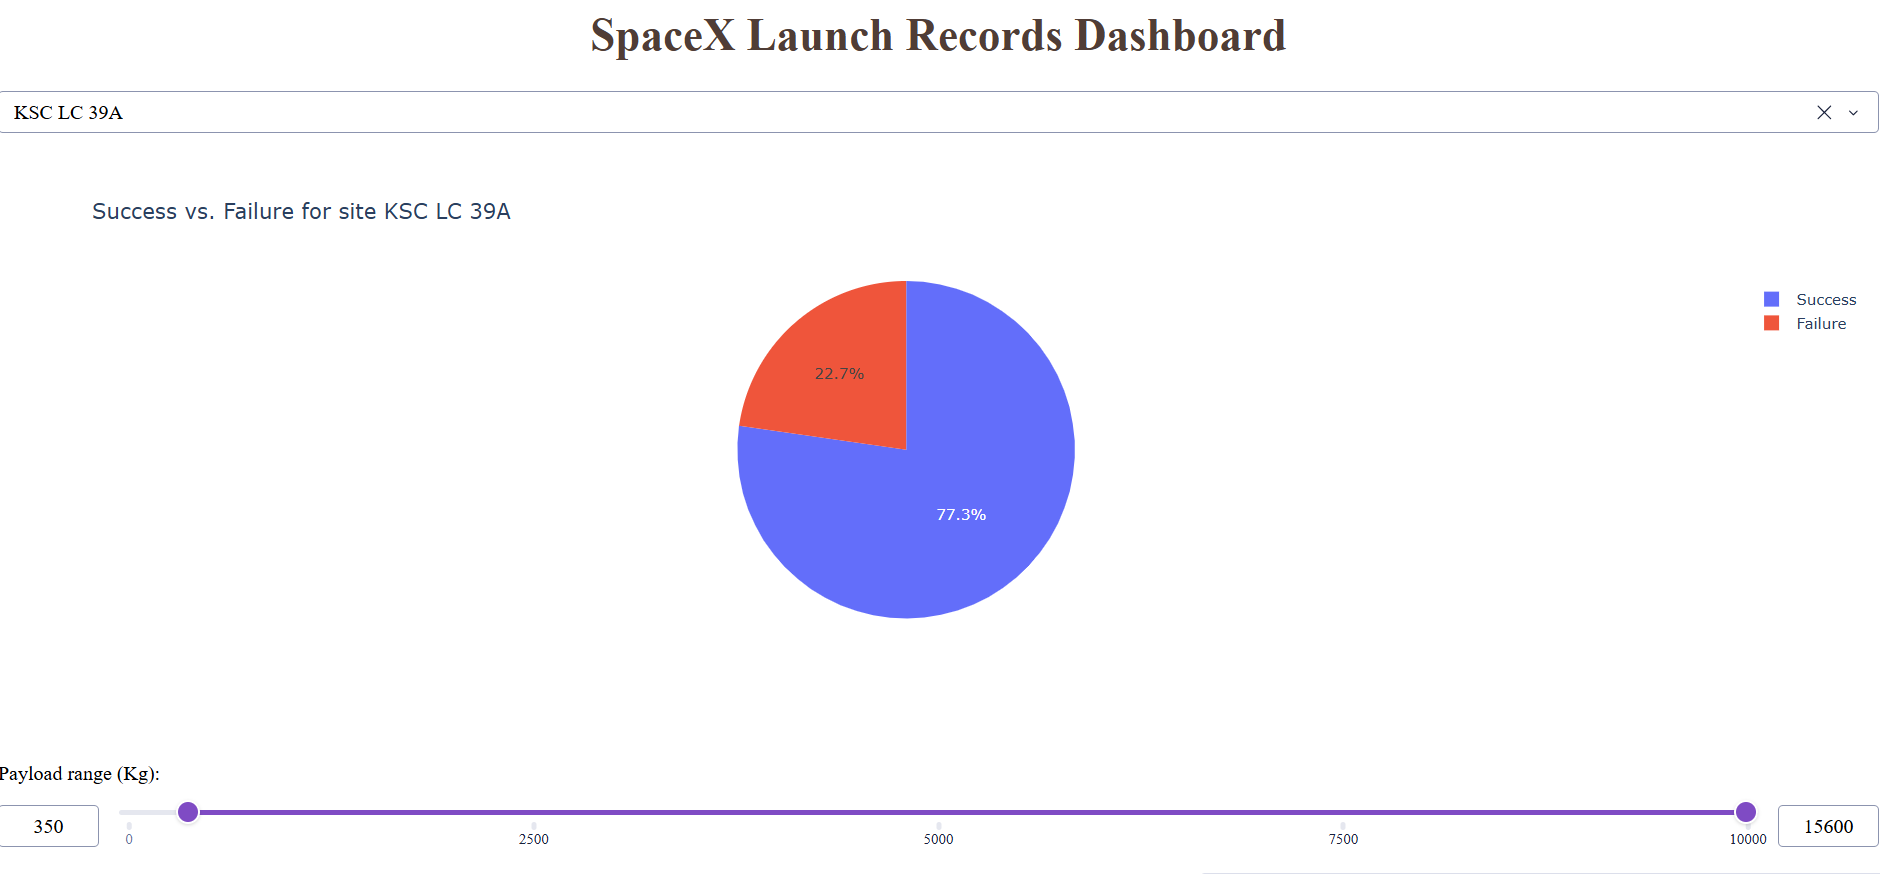 SpaceX Launch Records Dashboard
KSC LC 39A
Success vs. Failure for site KSC LC 39A
Success
Failure
22.7%
77.3%
Payload range (Kg):
350
0 2500 5000 7500 10000
15600